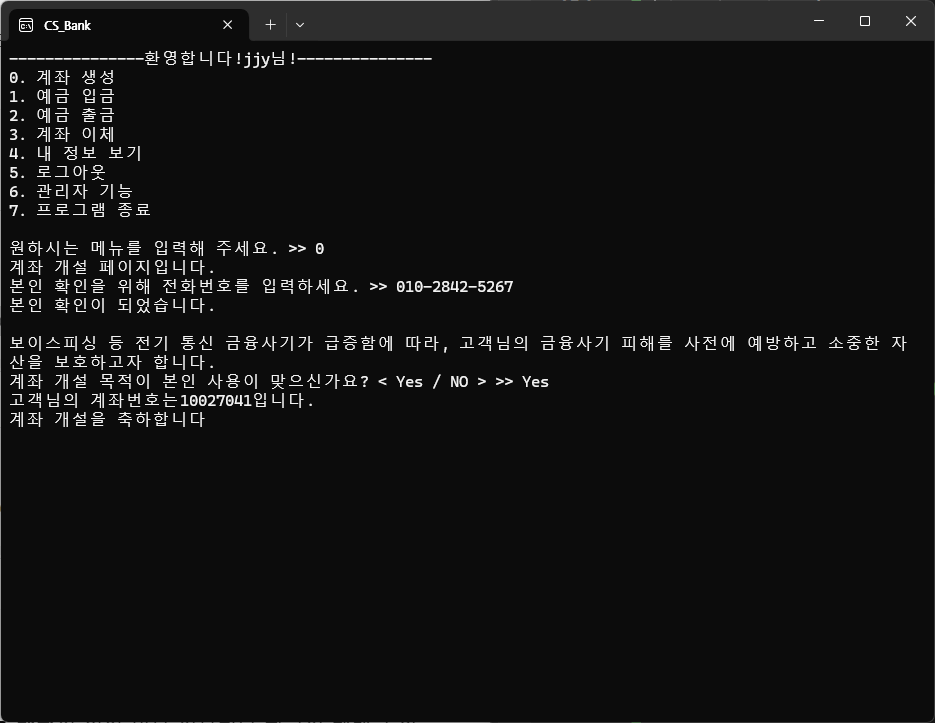 CS_Bank
---------------환영합니다!jjy님!---------------
0. 계좌 생성
1. 예금 입금
2. 예금 출금
3. 계좌 이체
4. 내 정보 보기
5. 로그아웃
6. 관리자 기능
7. 프로그램 종료
원하시는 메뉴를 입력해 주세요. >> 0
계좌 개설 페이지입니다.
본인 확인을 위해 전화번호를 입력하세요. >> 010-2842-5267
본인 확인이 되었습니다.
보이스피싱 등 전기 통신 금융사기가 급증함에 따라, 고객님의 금융사기 피해를 사전에 예방하고 소중한 자
산을 보호하고자 합니다.
계좌 개설 목적이 본인 사용이 맞으신가요? < Yes / NO > >> Yes
고객님의 계좌번호는10027041입니다.
계좌 개설을 축하합니다